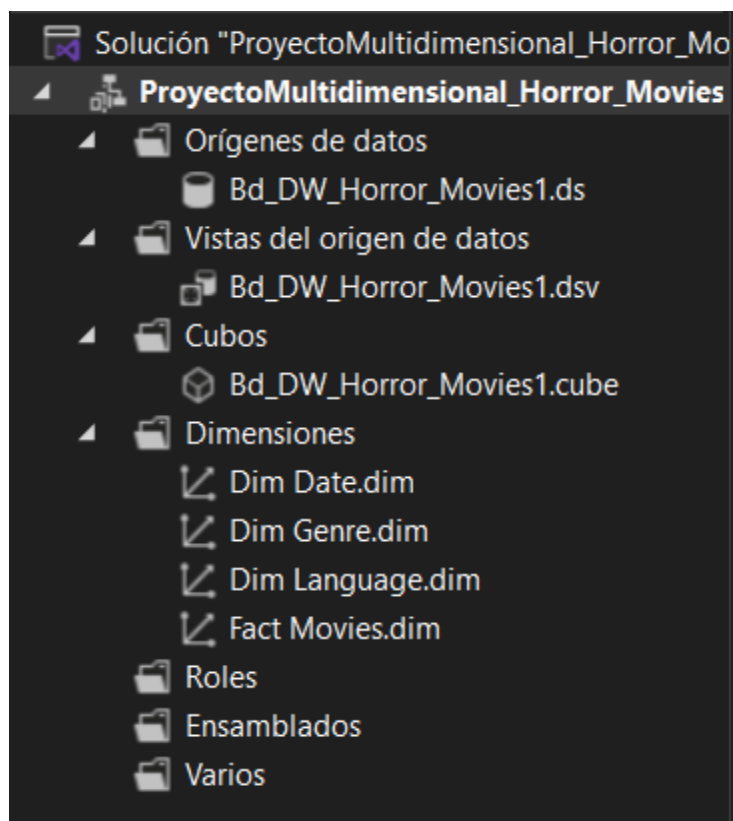 Solución "ProyectoMultidimensional_Horror_Mo
ProyectoMultidimensional_Horror_Movies
Orígenes de datos
Bd_DW_Horror_Movies1.ds
Vistas del origen de datos
Bd_DW_Horror_Movies1.dsv
Cubos
Bd_DW_Horror_Movies1.cube
Dimensiones
Dim Date.dim
Dim Genre.dim
Dim Language.dim
Fact Movies.dim
Roles
Ensamblados
Varios